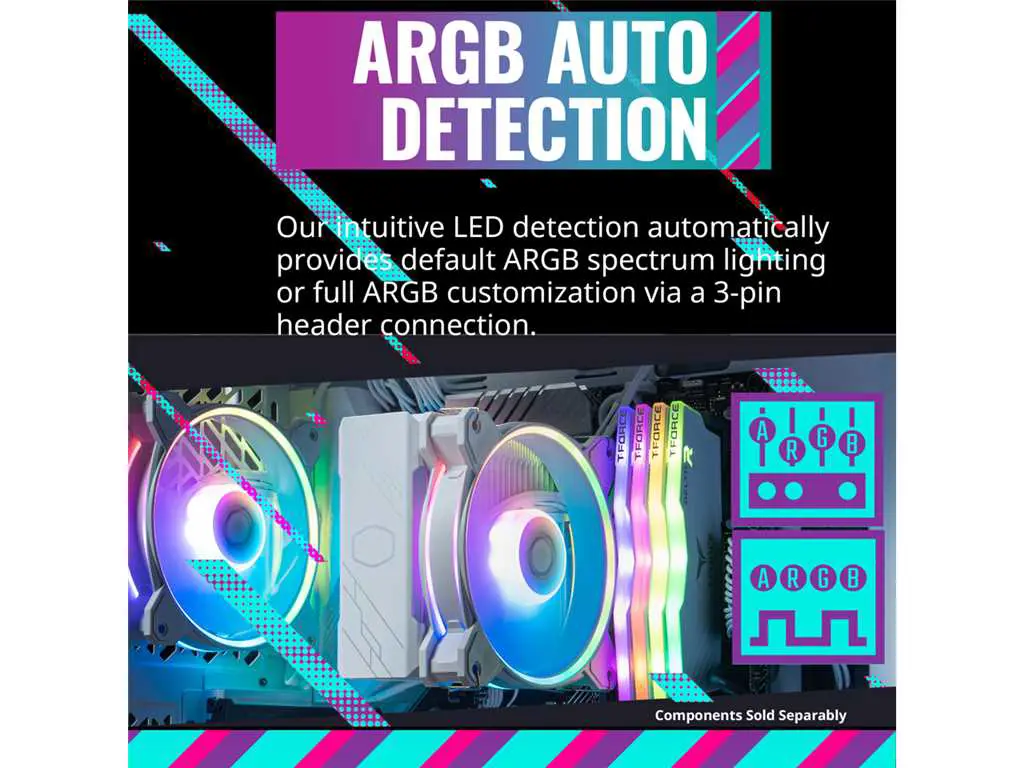 ARGB AUTO
DETECTION
Our intuitive LED detection automatically
provides default ARGB spectrum lighting
or full ARGB customization via a 3-pin
header connection.
T-FORCE
T-FORCE
T-FORCE
T-FORCE
A R G B
A R G B
Components Sold Separably